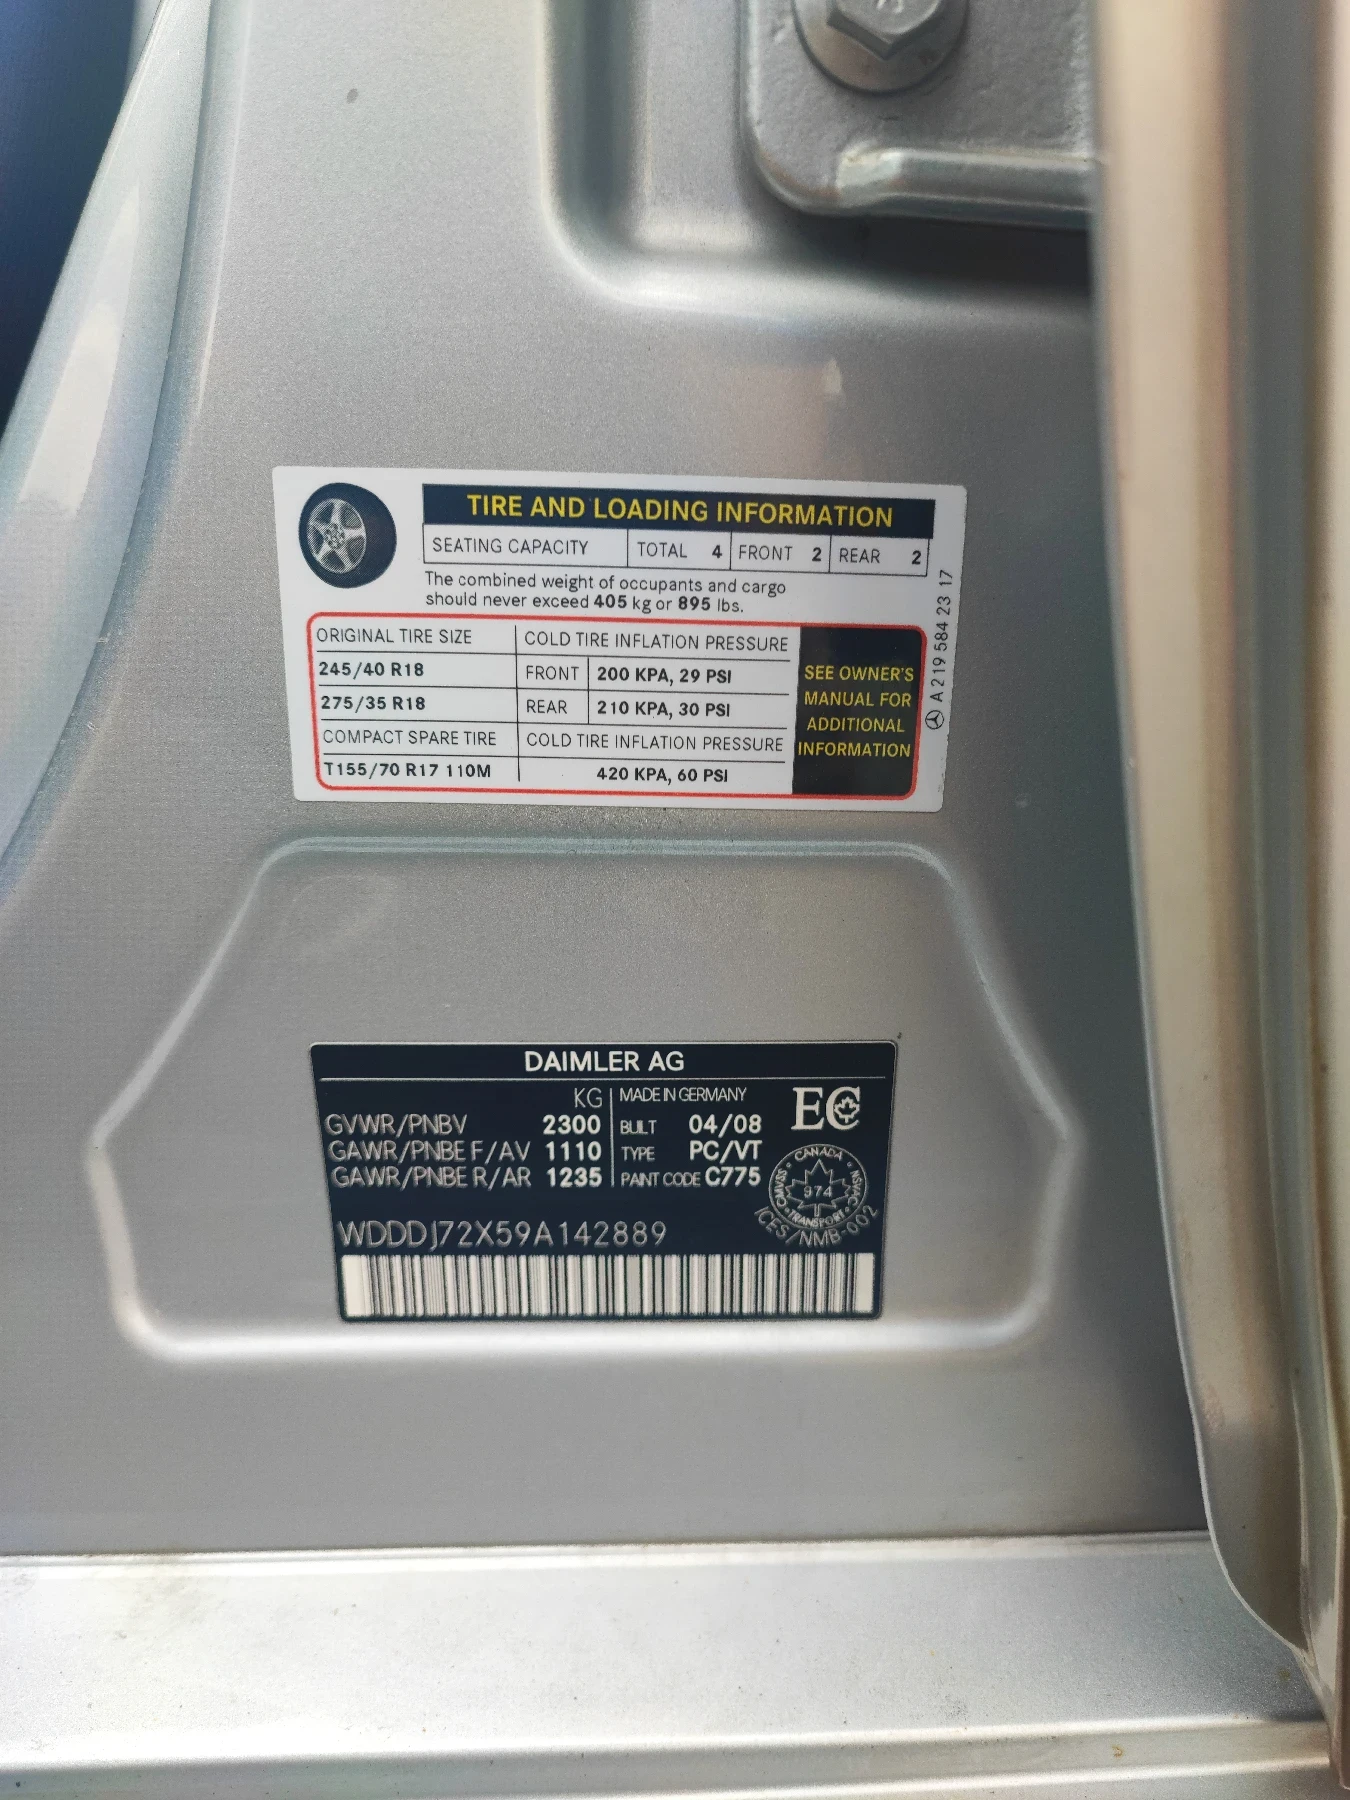 TIRE AND LOADING INFORMATION
SEATING CAPACITY TOTAL 4 FRONT 2 REAR 2
The combined weight of occupants and cargo
should never exceed 405 kg or 895 lbs.
ORIGINAL TIRE SIZE COLD TIRE INFLATION PRESSURE
245/40 R18 FRONT 200 KPA, 29 PSI
275/35 R18 REAR 210 KPA, 30 PSI
COMPACT SPARE TIRE COLD TIRE INFLATION PRESSURE
T155/70 R17 110M 420 KPA, 60 PSI
SEE OWNER'S
MANUAL FOR
ADDITIONAL
INFORMATION
A 219 584 23 17
DAIMLER AG
KG MADE IN GERMANY
GVWR/PNBV 2300 BUILT 04/08
GAWR/PNBE F/AV 1110 TYPE PC/VT
GAWR/PNBE R/AR 1235 PAINT CODE C775
EC
CANADA
CMVSS 974 NSVAC
TRANSPORT
ICES/NMB-002
WDDDJ72X59A142889